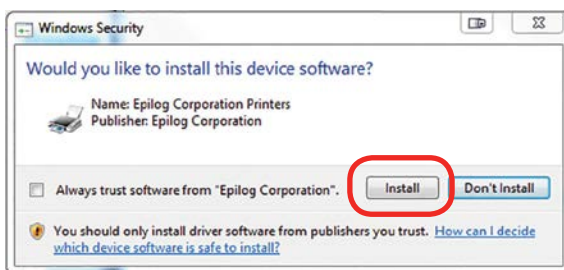 Windows Security
Would you like to install this device software?
Name: Epilog Corporation Printers
Publisher: Epilog Corporation
Always trust software from "Epilog Corporation".
Install
Don't Install
You should only install driver software from publishers you trust. How can I decide
which device software is safe to install?